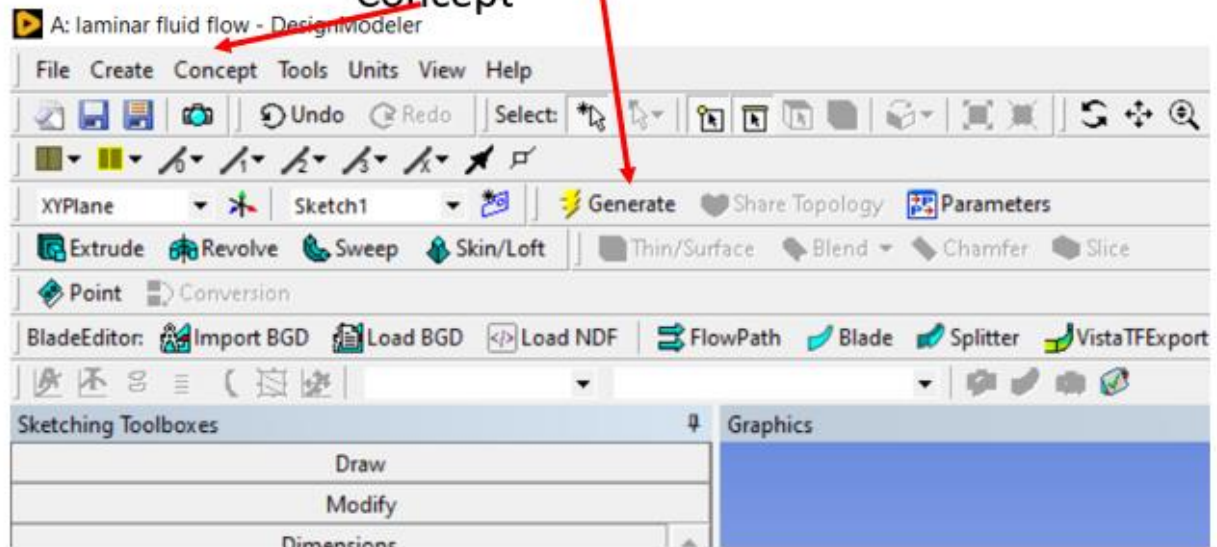 Concept
A: laminar fluid flow - DesignModeler
File Create Concept Tools Units View Help
Undo Redo Select:
XYPlane Sketch1 Generate Share Topology Parameters
Extrude Revolve Sweep Skin/Loft Thin/Surface Blend Chamfer Slice
Point Conversion
BladeEditor: Import BGD Load BGD Load NDF FlowPath Blade Splitter VistaTFExport
Sketching Toolboxes Graphics
Draw
Modify
Dimensions